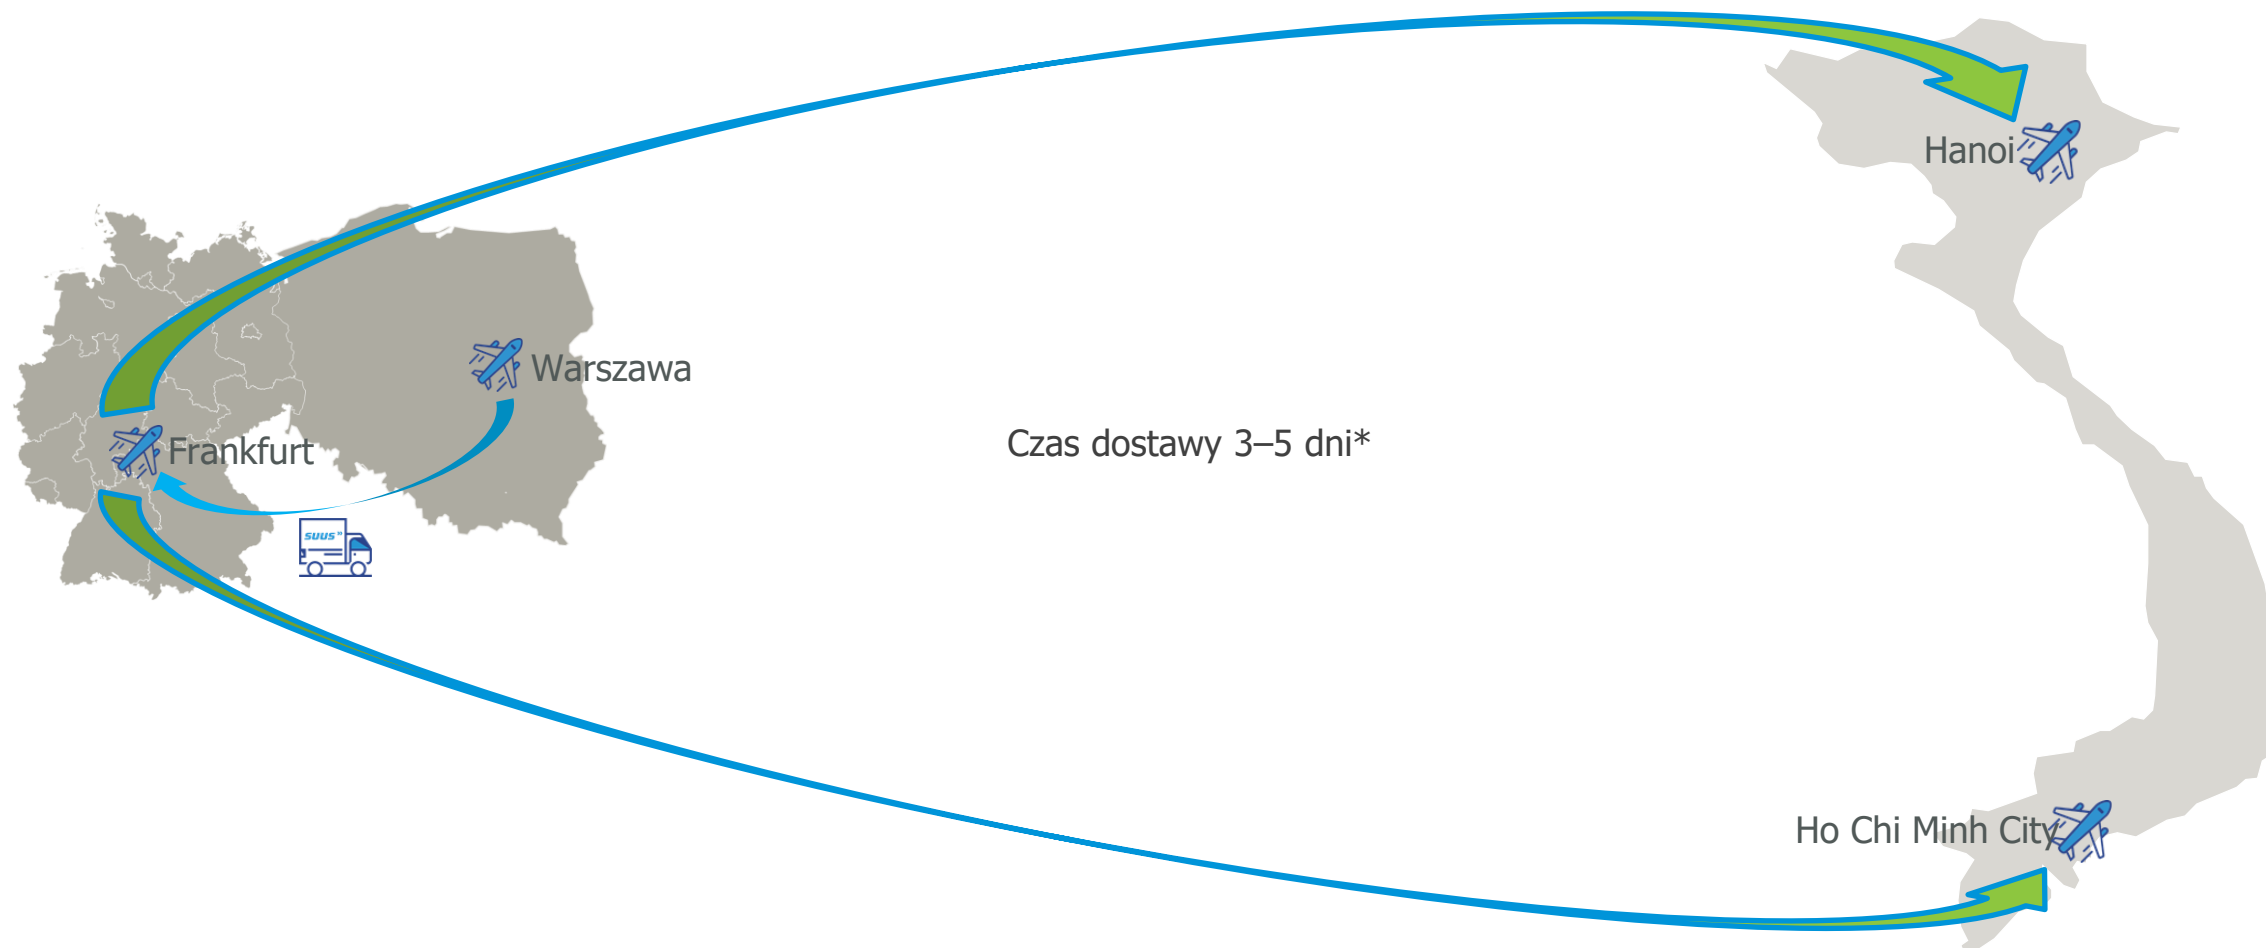 Hanoi
Warszawa
Frankfurt
Czas dostawy 3–5 dni*
suus
Ho Chi Minh City